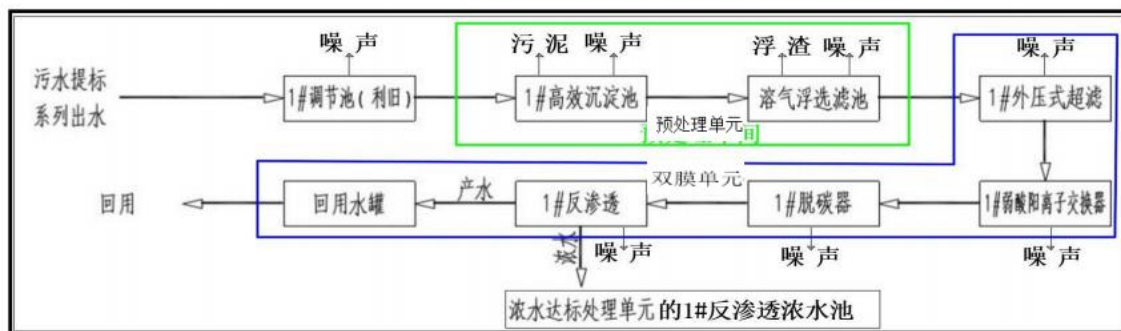 噪声
污泥 噪声
浮渣 噪声
噪声
污水提标
系列出水
1#调节池(利旧)
1#高效沉淀池
溶气浮选滤池
1#外压式超滤
预处理单元
双膜单元
回用
回用水罐
产水
1#反渗透
1#脱碳器
1#弱酸阳离子交换器
浓水
噪声
噪声
噪声
浓水达标处理单元的1#反渗透浓水池